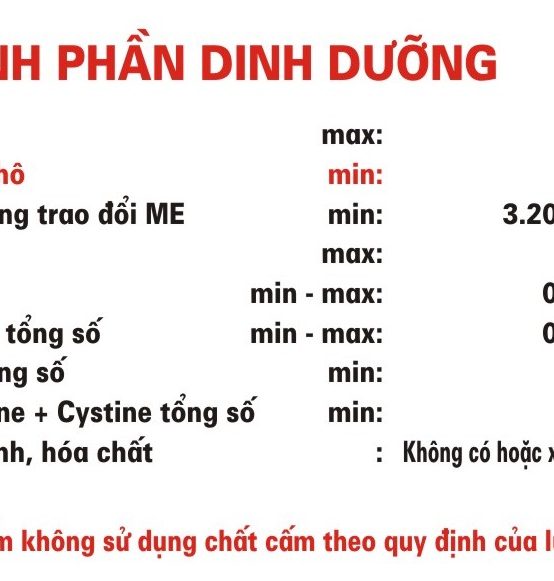 NH PHẦN DINH DƯỠNG
max:
hô min:
ng trao đổi ME min: 3.20
max:
min - max: 0
tổng số min - max: 0
ng số min:
ne + Cystine tổng số min:
nh, hóa chất : Không có hoặc x
m không sử dụng chất cấm theo quy định của l